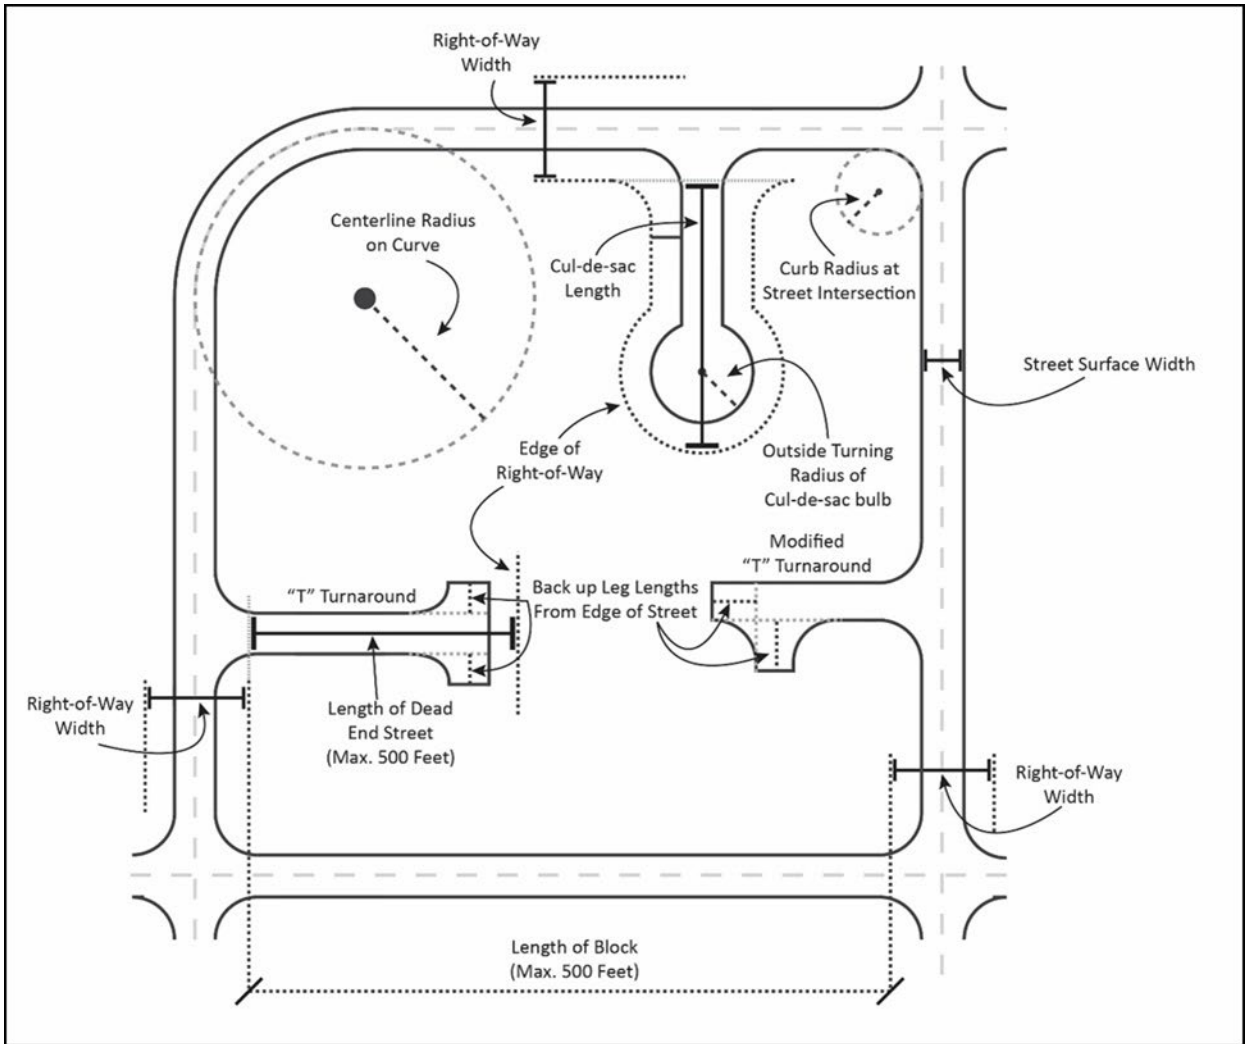 Right-of-Way
Width
Centerline Radius
on Curve
Cul-de-sac
Length
Curb Radius at
Street Intersection
Street Surface Width
Edge of
Right-of-Way
Outside Turning
Radius of
Cul-de-sac bulb
Modified
“T” Turnaround
“T” Turnaround
Back up Leg Lengths
From Edge of Street
Right-of-Way
Width
Length of Dead
End Street
(Max. 500 Feet)
Right-of-Way
Width
Length of Block
(Max. 500 Feet)